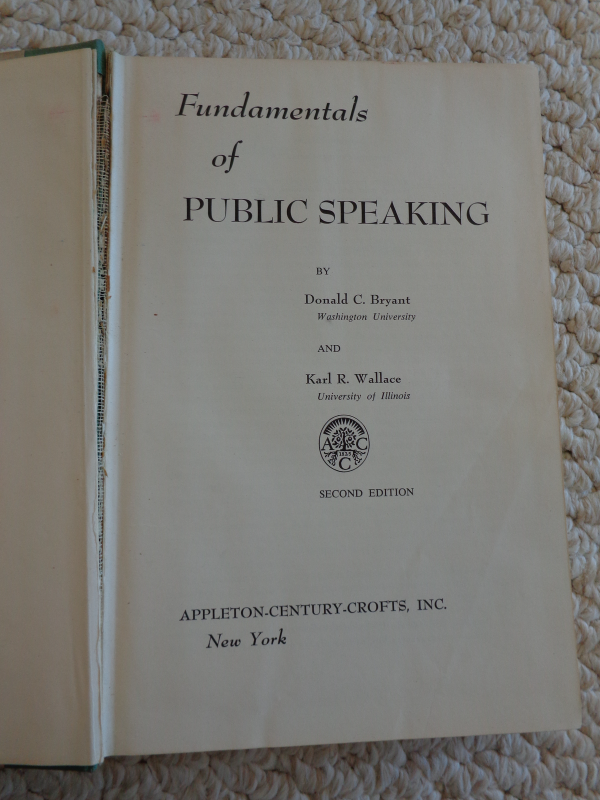 Fundamentals
of
PUBLIC SPEAKING
BY
Donald C. Bryant
Washington University
AND
Karl R. Wallace
University of Illinois
A C C
1825
SECOND EDITION
APPLETON-CENTURY-CROFTS, INC.
New York